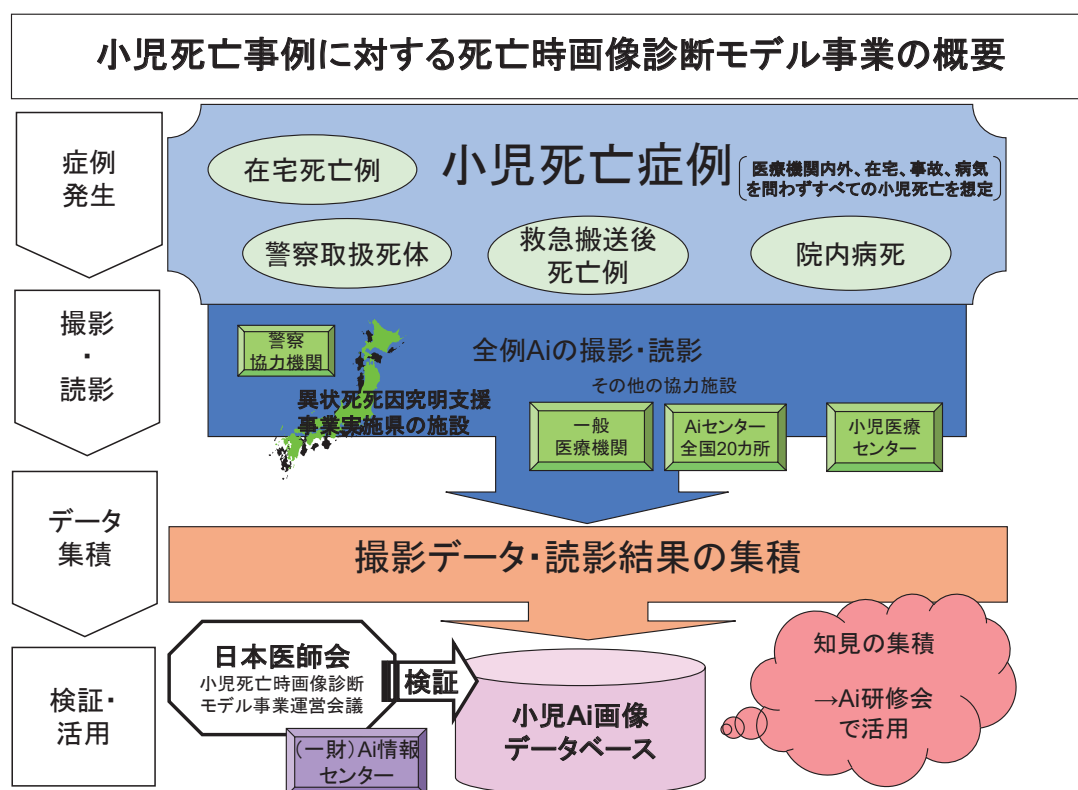 小児死亡事例に対する死亡時画像診断モデル事業の概要
症例
発生
在宅死亡例
小児死亡症例
医療機関内外、在宅、事故、病気
を問わずすべての小児死亡を想定
警察取扱死体
救急搬送後
死亡例
院内病死
撮影
・
読影
警察
協力機関
全例Aiの撮影・読影
その他の協力施設
異状死死因究明支援
事業実施県の施設
一般
医療機関
Aiセンター
全国20カ所
小児医療
センター
データ
集積
撮影データ・読影結果の集積
検証・
活用
日本医師会
小児死亡時画像診断
モデル事業運営会議
検証
(一財)Ai情報
センター
小児Ai画像
データベース
知見の集積
→Ai研修会
で活用